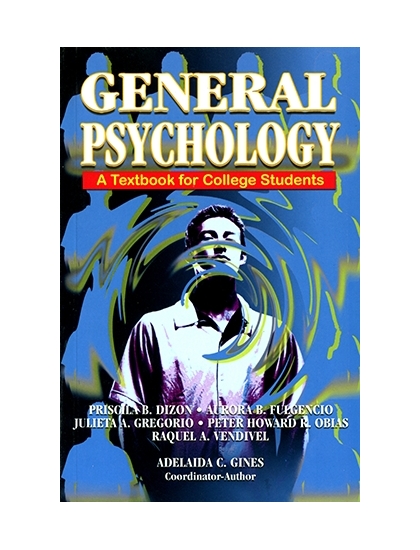 GENERAL
PSYCHOLOGY
A Textbook for College Students
PRISCILA B. DIZON • AURORA B. FULGENCIO
JULIETA A. GREGORIO • PETER HOWARD R. OBIAS
RAQUEL A. VENDIVEL
ADELAIDA C. GINES
Coordinator-Author